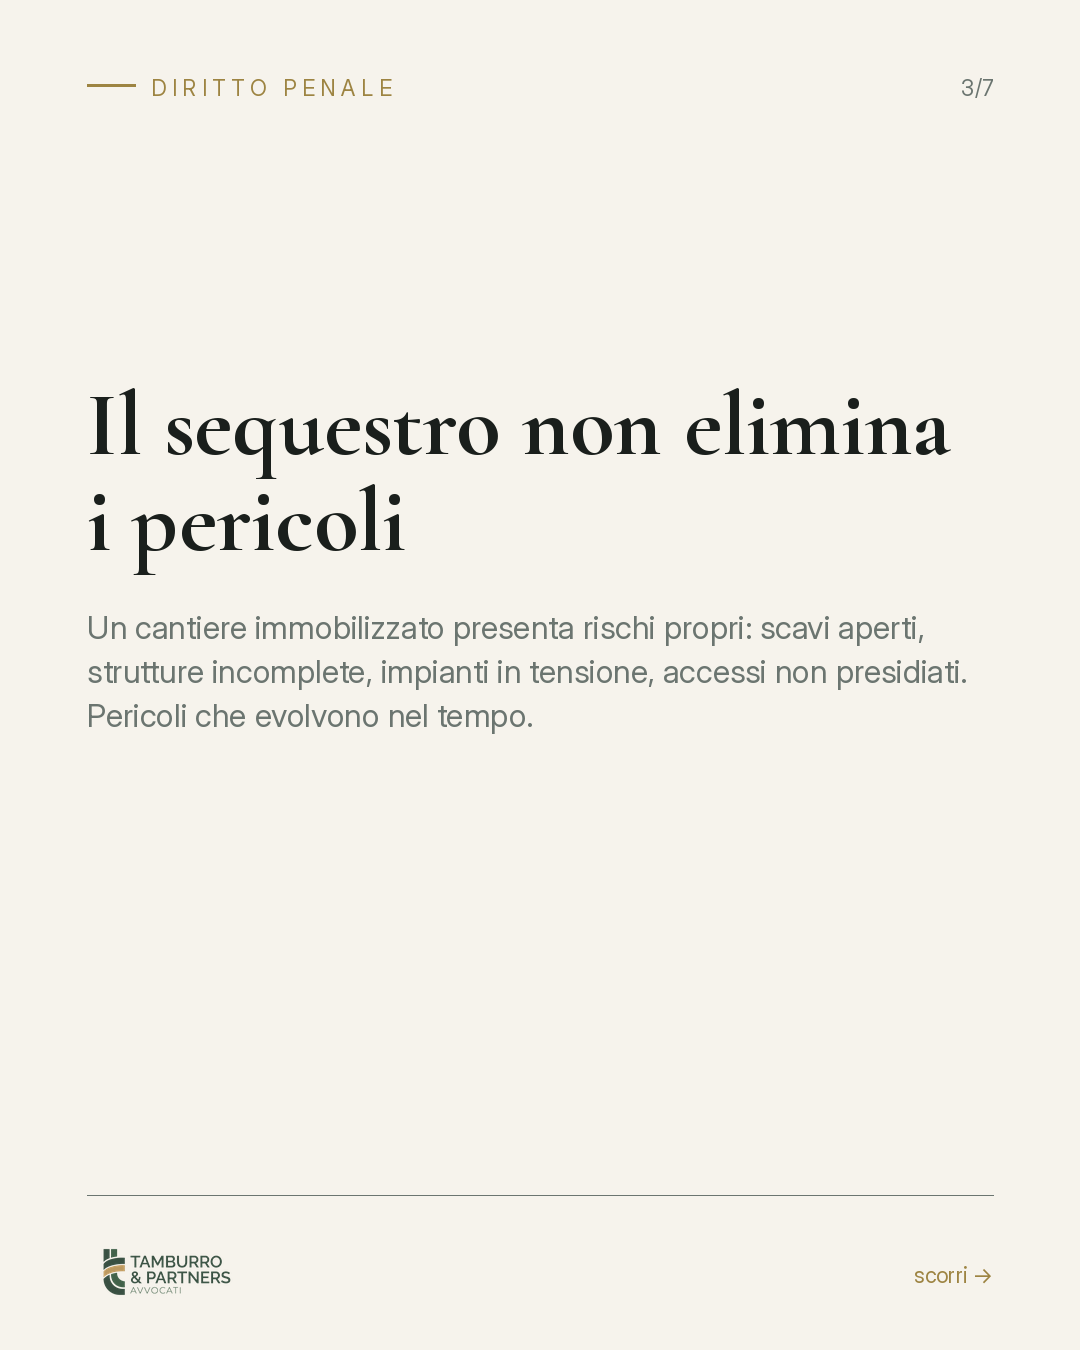 DIRITTO PENALE
3/7
Il sequestro non elimina
i pericoli
Un cantiere immobilizzato presenta rischi propri: scavi aperti,
strutture incomplete, impianti in tensione, accessi non presidiati.
Pericoli che evolvono nel tempo.
TAMBURRO
& PARTNERS
AVVOCATI
scorri →